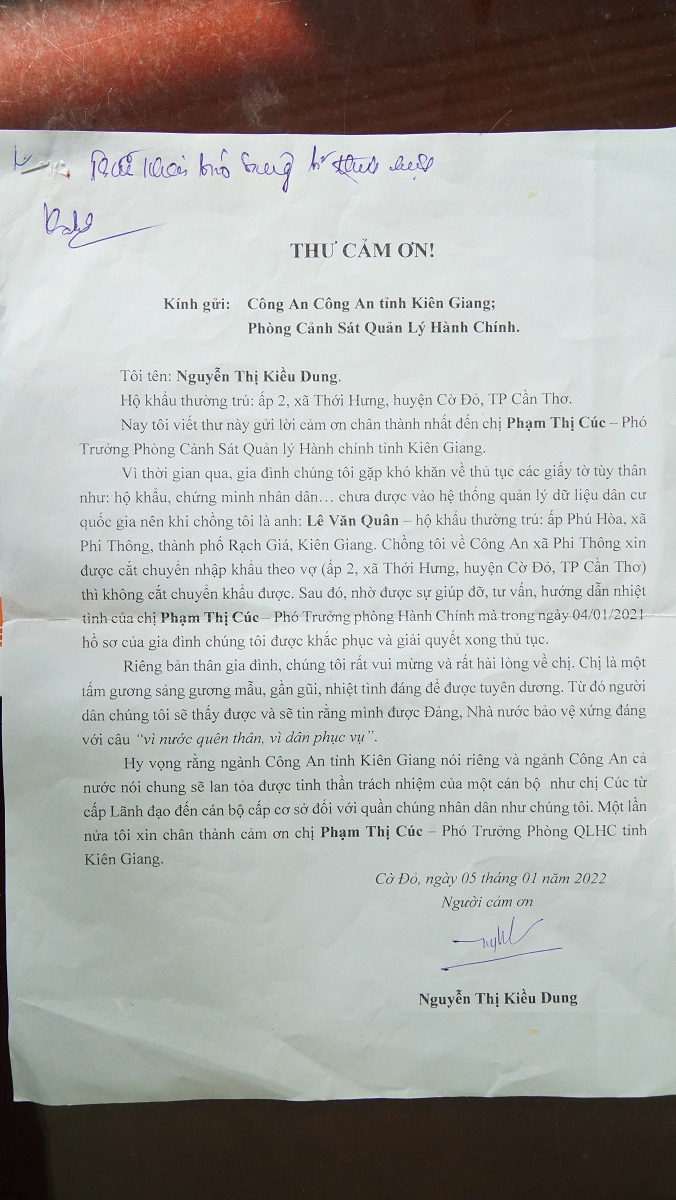 THƯ CẢM ƠN!
Kính gửi: Công An Công An tỉnh Kiên Giang;
Phòng Cảnh Sát Quản Lý Hành Chính.
Tôi tên: Nguyễn Thị Kiều Dung.
Hộ khẩu thường trú: ấp 2, xã Thới Hưng, huyện Cờ Đỏ, TP Cần Thơ.
Nay tôi viết thư này gửi lời cảm ơn chân thành nhất đến chị Phạm Thị Cúc – Phó
Trưởng Phòng Cảnh Sát Quản lý Hành chính tỉnh Kiên Giang.
Vì thời gian qua, gia đình chúng tôi gặp khó khăn về thủ tục các giấy tờ tùy thân
như: hộ khẩu, chứng minh nhân dân… chưa được vào hệ thống quản lý dữ liệu dân cư
quốc gia nên khi chồng tôi là anh: Lê Văn Quân – hộ khẩu thường trú: ấp Phú Hòa, xã
Phi Thông, thành phố Rạch Giá, Kiên Giang. Chồng tôi về Công An xã Phi Thông xin
được cắt chuyển nhập khẩu theo vợ (ấp 2, xã Thới Hưng, huyện Cờ Đỏ, TP Cần Thơ)
thì không cắt chuyển khẩu được. Sau đó, nhờ được sự giúp đỡ, tư vấn, hướng dẫn nhiệt
tình của chị Phạm Thị Cúc – Phó Trưởng phòng Hành Chính mà trong ngày 04/01/2021
hồ sơ của gia đình chúng tôi được khắc phục và giải quyết xong thủ tục.
Riêng bản thân gia đình, chúng tôi rất vui mừng và rất hài lòng về chị. Chị là một
tấm gương sáng gương mẫu, gần gũi, nhiệt tình đáng để được tuyên dương. Từ đó người
dân chúng tôi sẽ thấy được và sẽ tin rằng mình được Đảng, Nhà nước bảo vệ xứng đáng
với câu “vì nước quên thân, vì dân phục vụ”.
Hy vọng rằng ngành Công An tỉnh Kiên Giang nói riêng và ngành Công An cả
nước nói chung sẽ lan tỏa được tinh thần trách nhiệm của một cán bộ như chị Cúc từ
cấp Lãnh đạo đến cán bộ cấp cơ sở đối với quần chúng nhân dân như chúng tôi. Một lần
nửa tôi xin chân thành cảm ơn chị Phạm Thị Cúc – Phó Trưởng Phòng QLHC tỉnh
Kiên Giang.
Cờ Đỏ, ngày 05 tháng 01 năm 2022
Người cảm ơn
Nguyễn Thị Kiều Dung